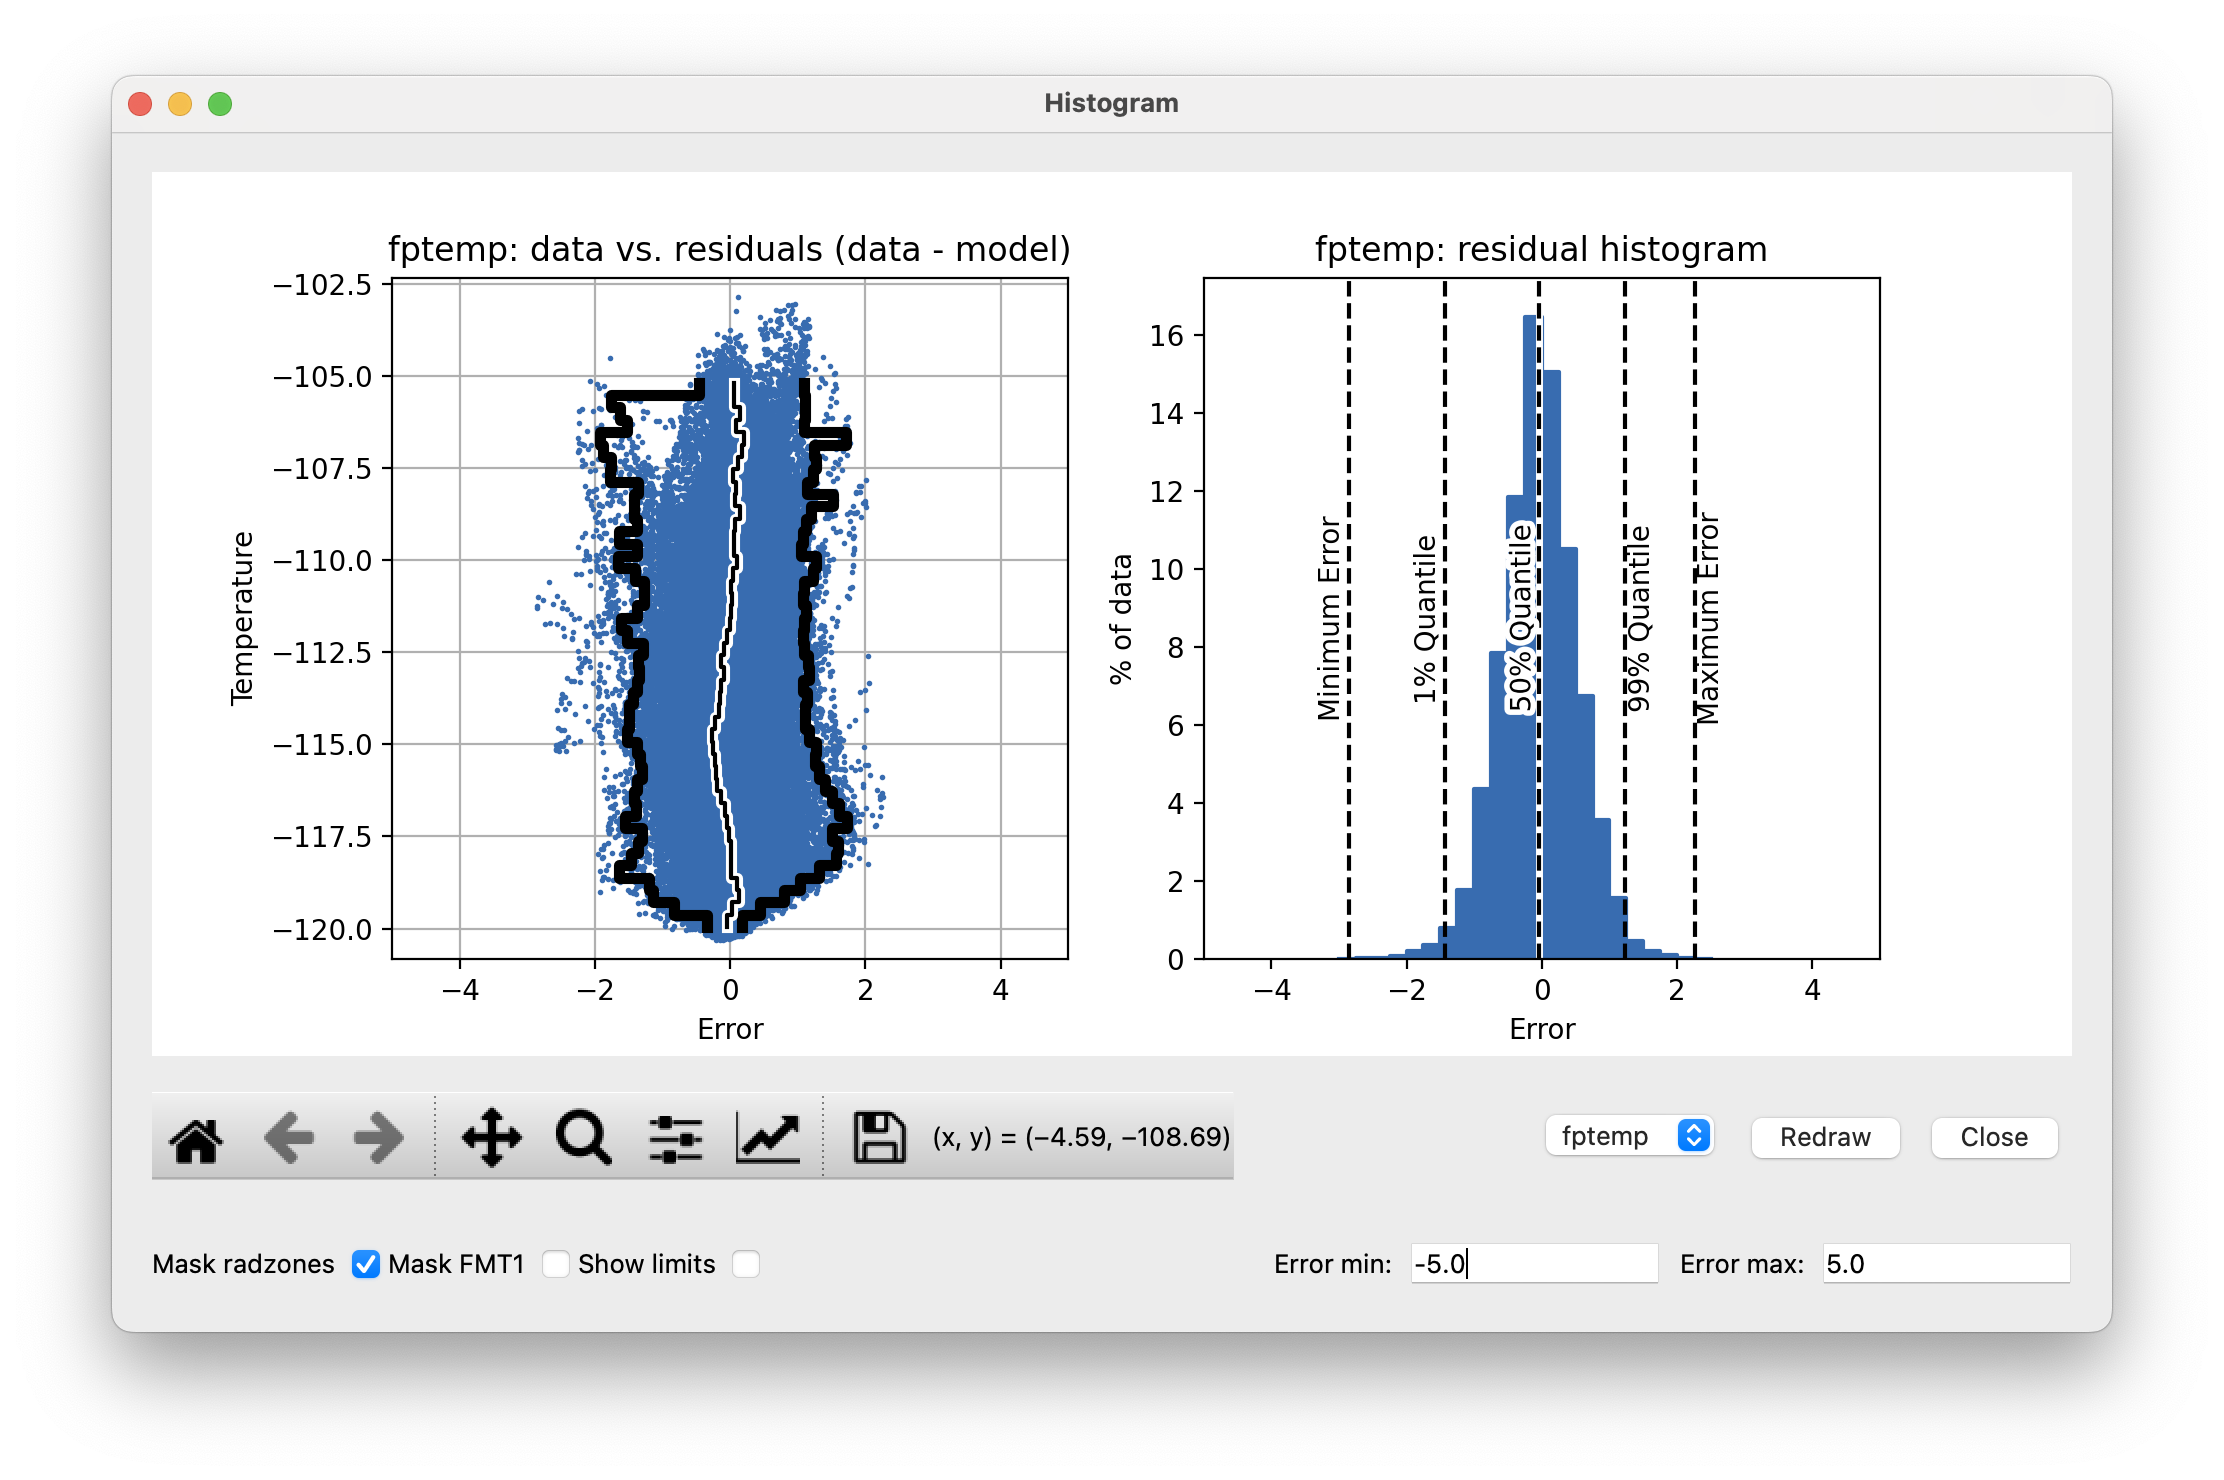 Histogram
fptemp: data vs. residuals (data - model)
−102.5
−105.0
−107.5
−110.0
−112.5
−115.0
−117.5
−120.0
Temperature
−4
−2
0
2
4
Error
fptemp: residual histogram
16
14
12
10
8
6
4
2
0
% of data
Minimum Error
1% Quantile
50% Quantile
99% Quantile
Maximum Error
−4
−2
0
2
4
Error
(x, y) = (−4.59, −108.69)
fptemp
Redraw
Close
Mask radzones
Mask FMT1
Show limits
Error min: -5.0
Error max: 5.0